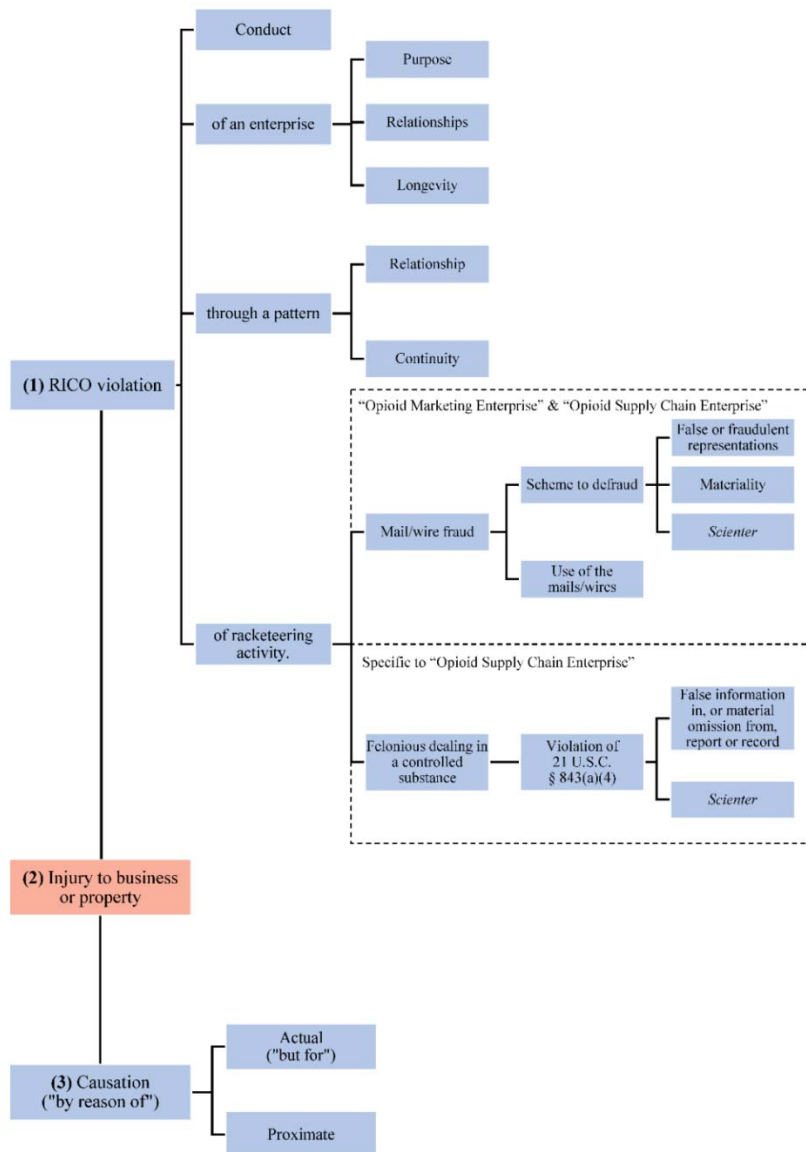 Conduct
of an enterprise
Purpose
Relationships
Longevity
through a pattern
Relationship
Continuity
(1) RICO violation
“Opioid Marketing Enterprise” & “Opioid Supply Chain Enterprise”
False or fraudulent
representations
Scheme to defraud
Materiality
Mail/wire fraud
Scienter
Use of the
mails/wires
of racketeering
activity.
Specific to “Opioid Supply Chain Enterprise”
False information
in, or material
omission from,
report or record
Felonious dealing in
a controlled
substance
Violation of
21 U.S.C.
§ 843(a)(4)
Scienter
(2) Injury to business
or property
(3) Causation
("by reason of")
Actual
("but for")
Proximate